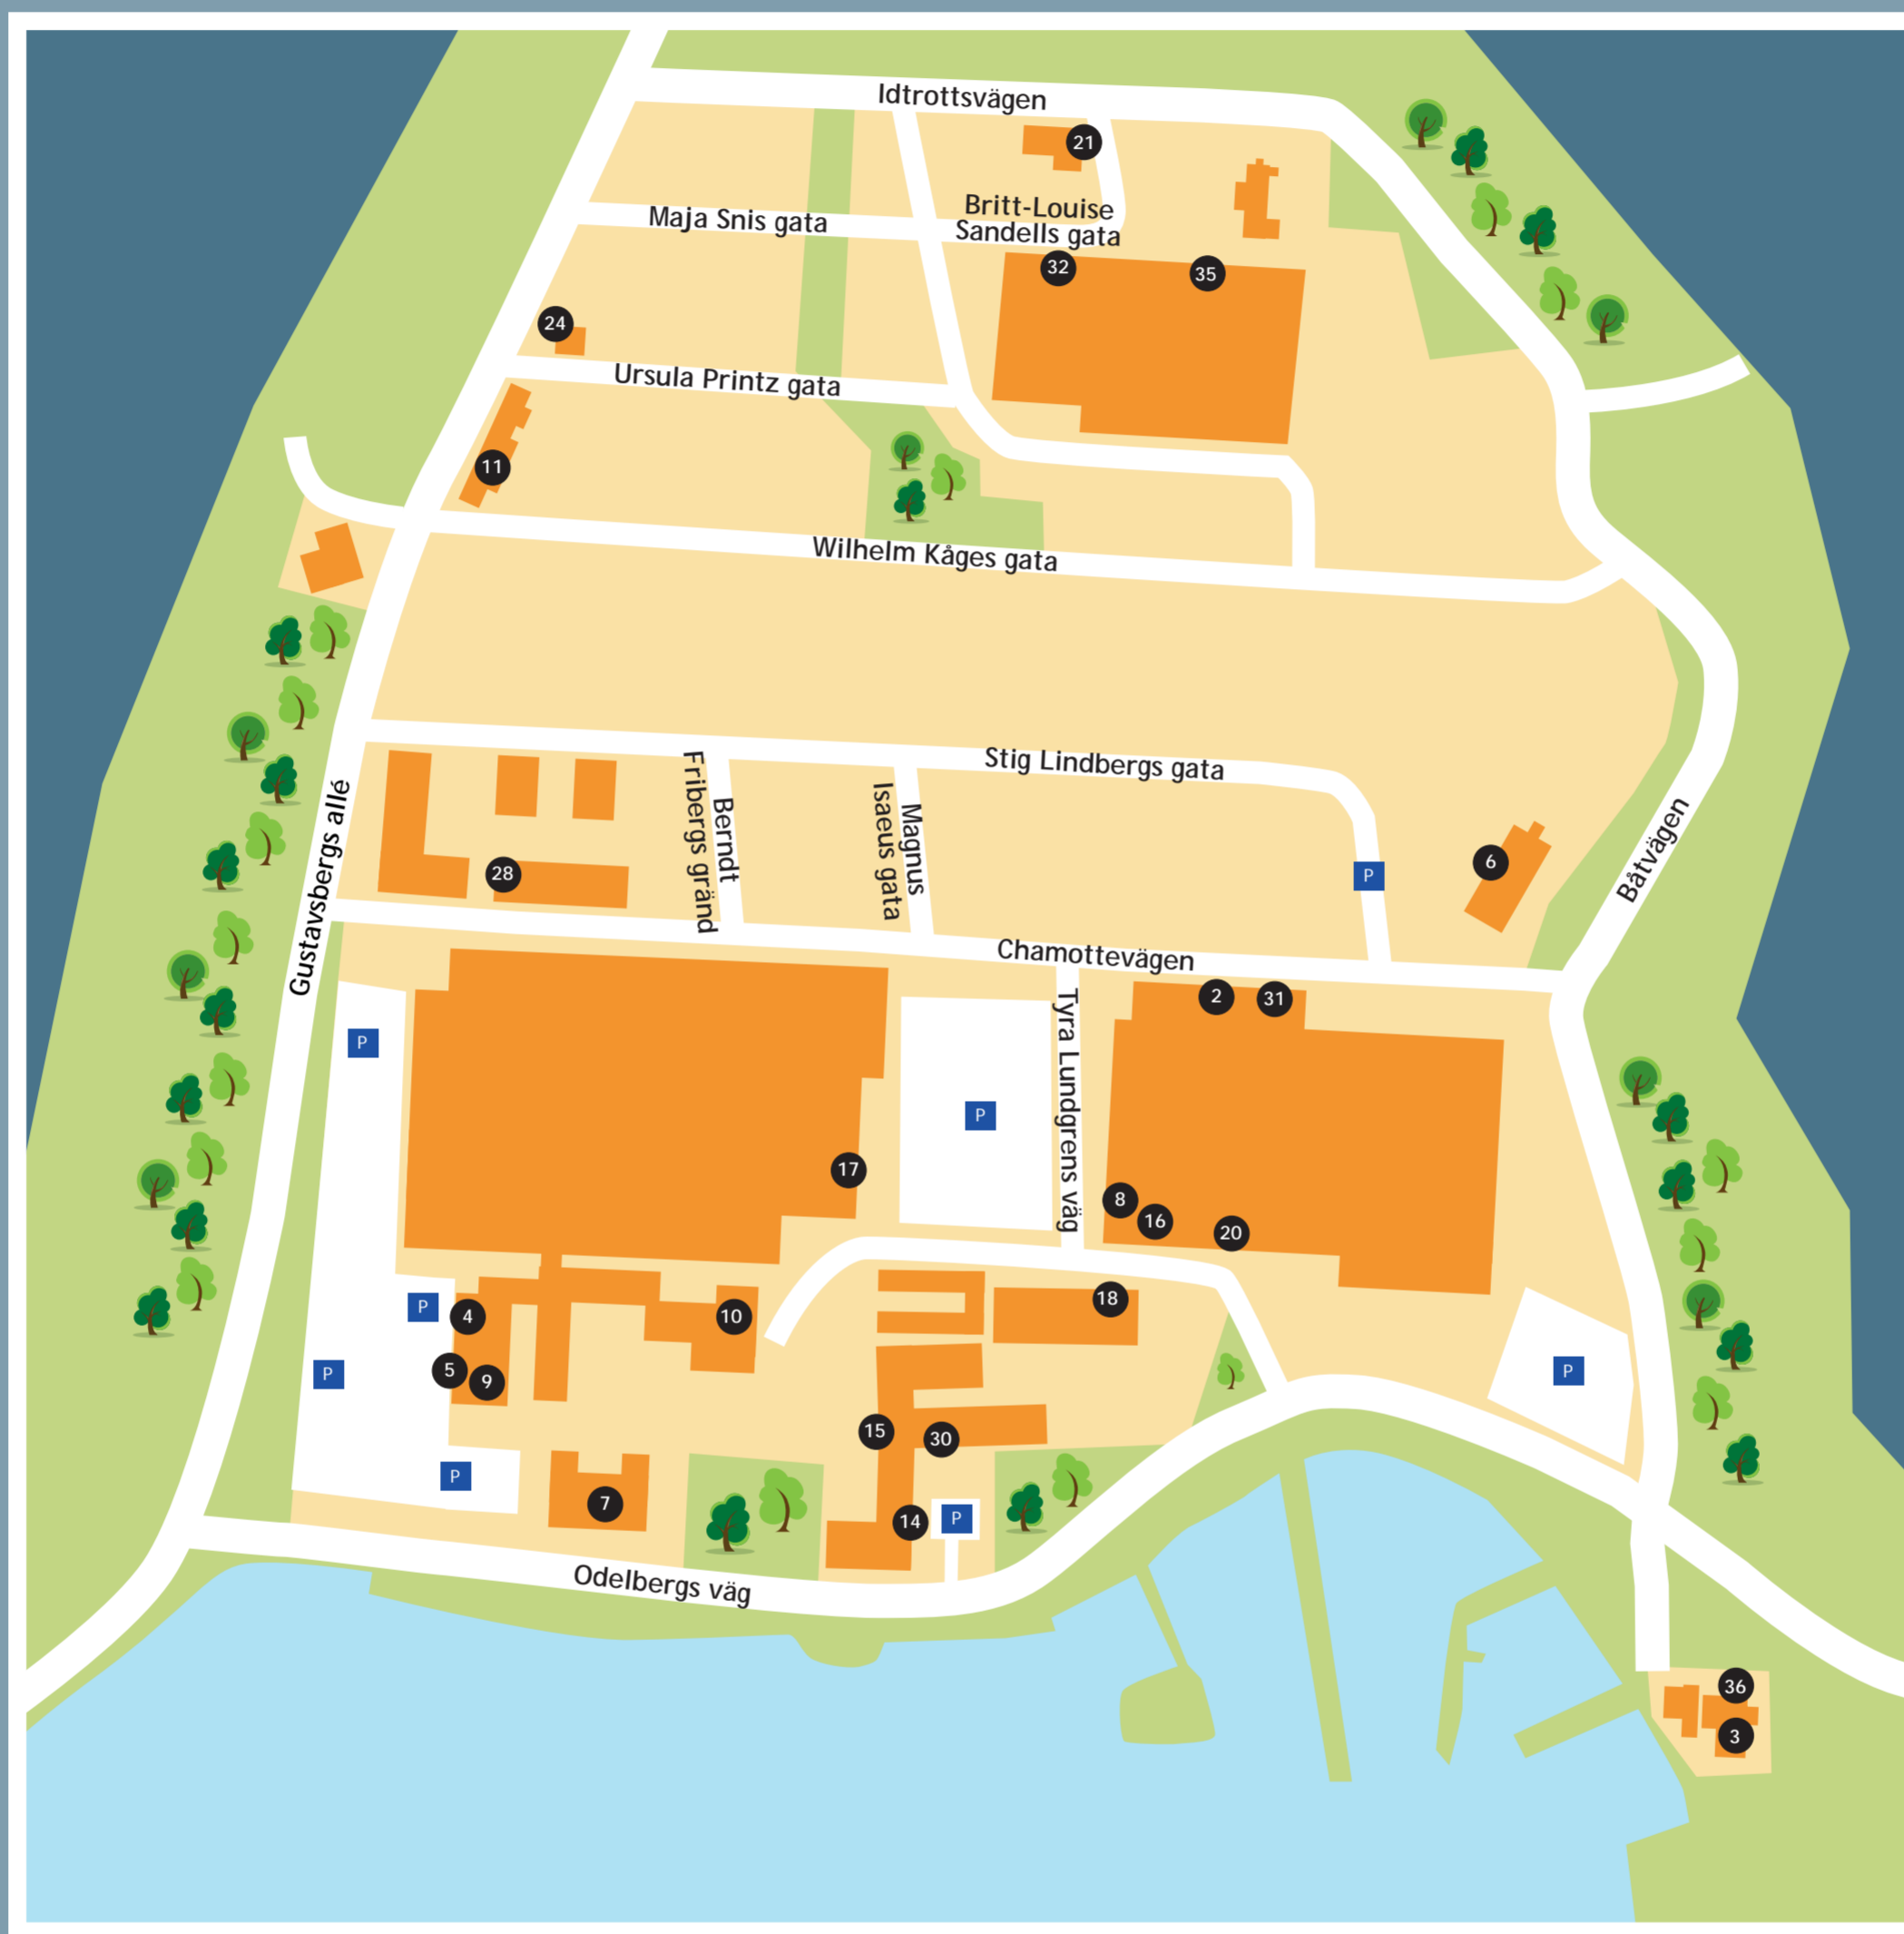 Idtrottsvägen
21
Britt-Louise
Sandells gata
Maja Snis gata
32
35
24
Ursula Printz gata
11
Wilhelm Kåges gata
Stig Lindbergs gata
Berndt
Fribergs gränd
Magnus
Isaeus gata
Gustavsbergs allé
28
P
6
Båtvägen
Chamottevägen
2
31
Tyra Lundgrens väg
P
P
17
8
16
20
P
4
10
18
P
5
9
P
15
30
P
7
14
P
Odelbergs väg
36
3